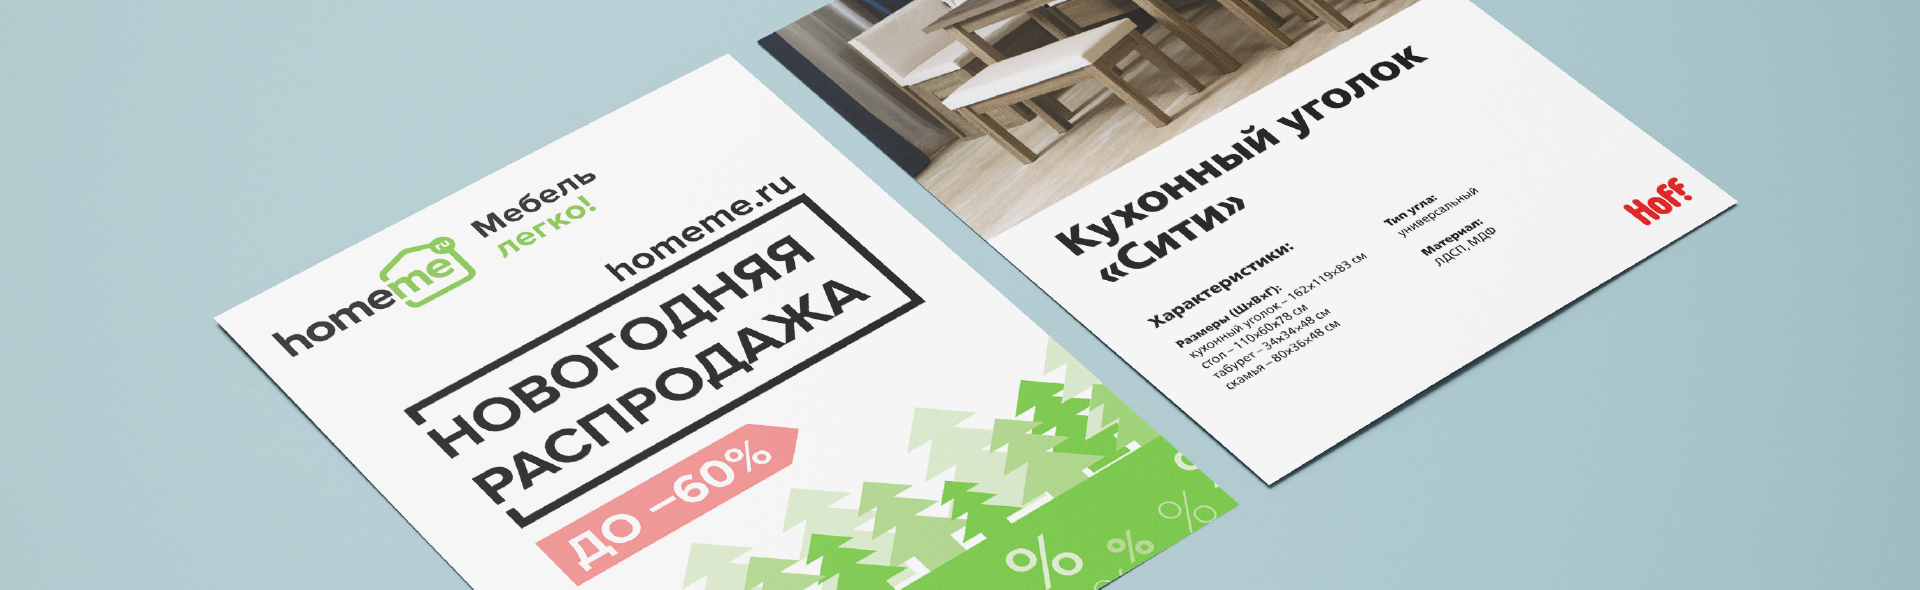 homeme
ru
Мебель
легко!
homeme.ru
НОВОГОДНЯЯ
РАСПРОДАЖА
ДО –60%
%
%
%
Кухонный уголок
«Сити»
Характеристики:
Размеры (ШхВхГ):
кухонный уголок – 162х119х83 см
стол – 110х60х78 см
табурет – 34х34х48 см
скамья – 80х36х48 см
Тип угла:
универсальный
Материал:
ЛДСП, МДФ
Hoff